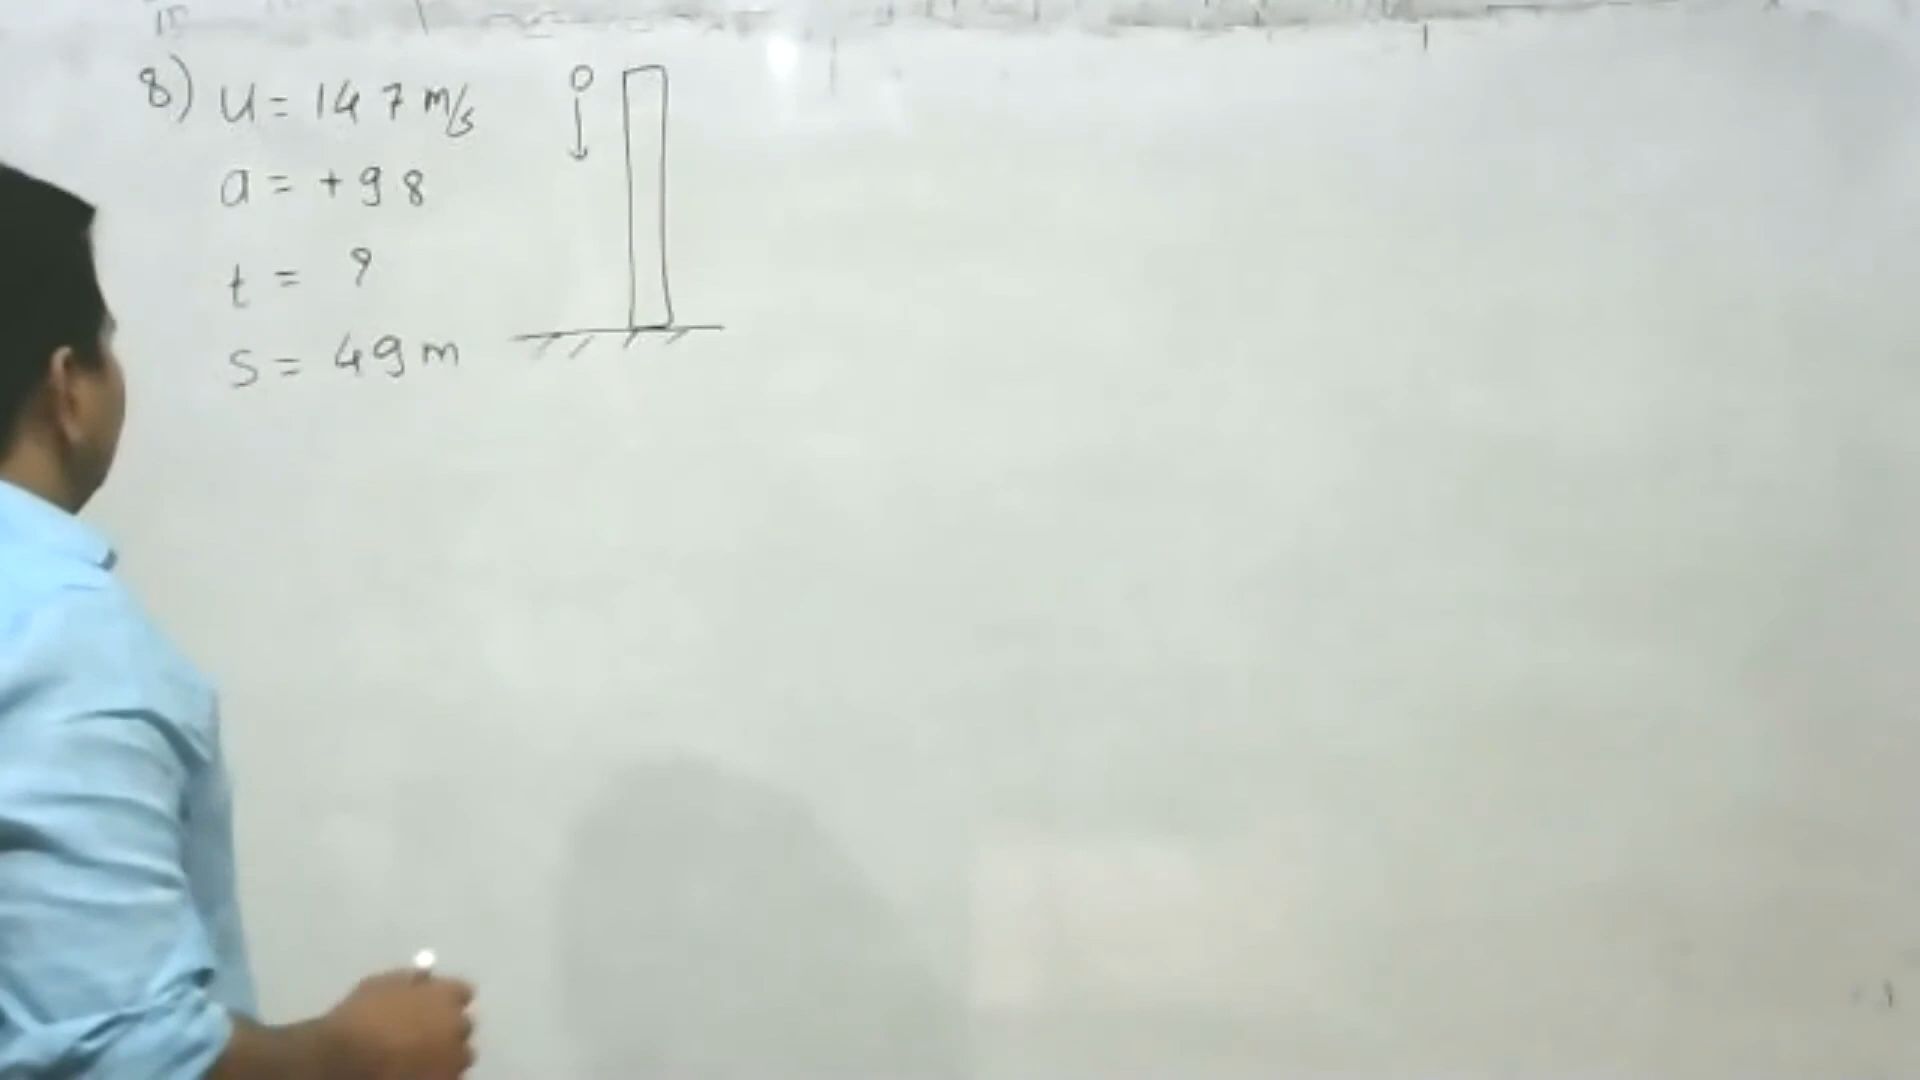 8) u = 14 7 m/s
a = + 9 8
t = ?
s = 49 m